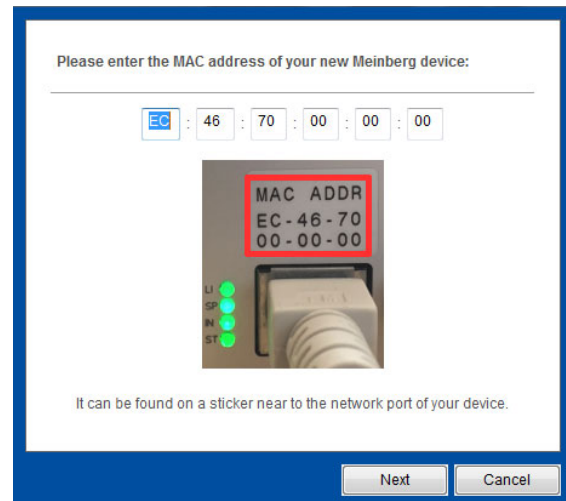 Please enter the MAC address of your new Meinberg device:
EC : 46 : 70 : 00 : 00 : 00
MAC ADDR
EC-46-70
00-00-00
LI
SP
IN
ST
It can be found on a sticker near to the network port of your device.
Next Cancel